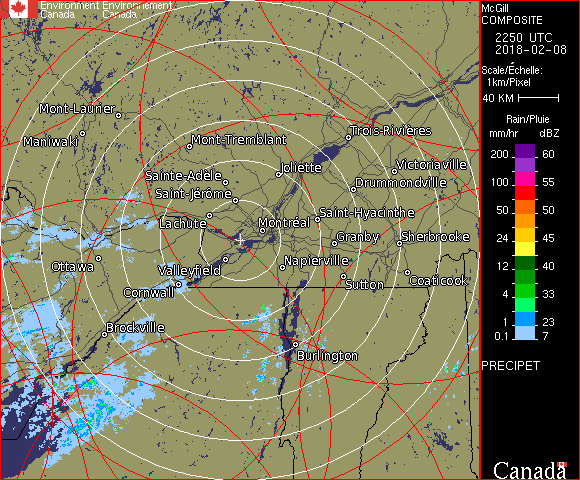 Environment Environnement
Canada Canada
McGill
COMPOSITE
2250 UTC
2018-02-08
Scale/Échelle:
1km/Pixel
40 KM
Rain/Pluie
mm/hr dBZ
200 60
100 55
50 50
24 45
12 40
4 33
1 23
0.1 7
PRECIPET
Canada
Mont-Laurier
Maniwaki
Mont-Tremblant
Trois-Rivières
Joliette
Victoriaville
Sainte-Adèle
Drummondville
Saint-Jérôme
Saint-Hyacinthe
Lachute
Montréal
Granby
Sherbrooke
Ottawa
Valleyfield
Napierville
Cornwall
Sutton
Coaticook
Brockville
Burlington